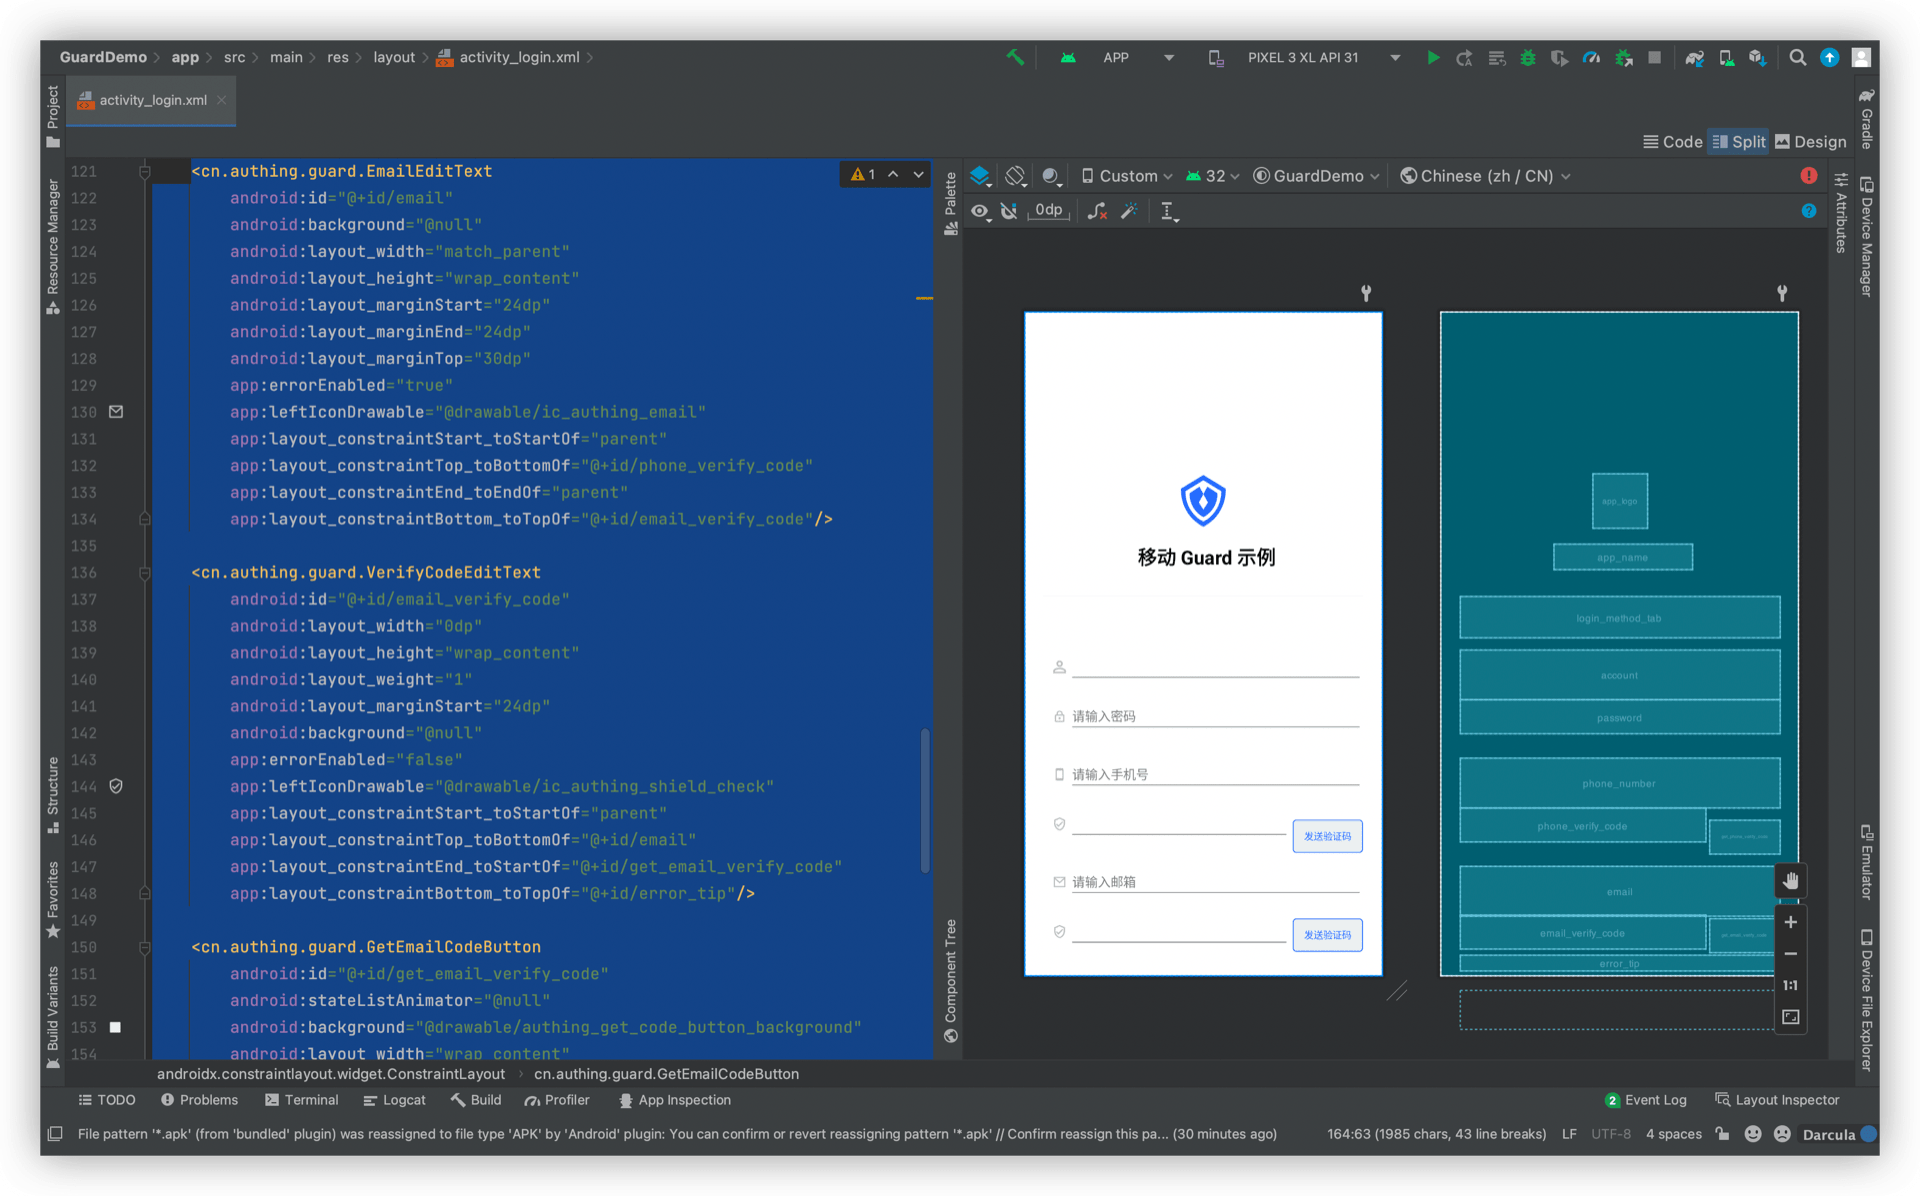 GuardDemo > app > src > main > res > layout > activity_login.xml >
APP
PIXEL 3 XL API 31
activity_login.xml
Code
Split
Design
Project
Resource Manager
Structure
Favorites
Build Variants
121 <cn.authing.guard.EmailEditText
122 android:id="@+id/email"
123 android:background="@null"
124 android:layout_width="match_parent"
125 android:layout_height="wrap_content"
126 android:layout_marginStart="24dp"
127 android:layout_marginEnd="24dp"
128 android:layout_marginTop="30dp"
129 app:errorEnabled="true"
130 app:leftIconDrawable="@drawable/ic_authing_email"
131 app:layout_constraintStart_toStartOf="parent"
132 app:layout_constraintTop_toBottomOf="@+id/phone_verify_code"
133 app:layout_constraintEnd_toEndOf="parent"
134 app:layout_constraintBottom_toTopOf="@+id/email_verify_code"/>
135
136 <cn.authing.guard.VerifyCodeEditText
137 android:id="@+id/email_verify_code"
138 android:layout_width="0dp"
139 android:layout_height="wrap_content"
140 android:layout_weight="1"
141 android:layout_marginStart="24dp"
142 android:background="@null"
143 app:errorEnabled="false"
144 app:leftIconDrawable="@drawable/ic_authing_shield_check"
145 app:layout_constraintStart_toStartOf="parent"
146 app:layout_constraintTop_toBottomOf="@+id/email"
147 app:layout_constraintEnd_toStartOf="@+id/get_email_verify_code"
148 app:layout_constraintBottom_toTopOf="@+id/error_tip"/>
149
150 <cn.authing.guard.GetEmailCodeButton
151 android:id="@+id/get_email_verify_code"
152 android:stateListAnimator="@null"
153 android:background="@drawable/authing_get_code_button_background"
154 android:layout_width="wrap_content"
1
Palette
Component Tree
Custom
32
GuardDemo
Chinese (zh / CN)
0dp
移动 Guard 示例
请输入密码
请输入手机号
发送验证码
请输入邮箱
发送验证码
app_logo
app_name
login_method_tab
account
password
phone_number
phone_verify_code
email
email_verify_code
error_tip
1:1
Attributes
Gradle
Device Manager
Emulator
Device File Explorer
androidx.constraintlayout.widget.ConstraintLayout > cn.authing.guard.GetEmailCodeButton
TODO
Problems
Terminal
Logcat
Build
Profiler
App Inspection
2 Event Log
Layout Inspector
File pattern '*.apk' (from 'bundled' plugin) was reassigned to file type 'APK' by 'Android' plugin: You can confirm or revert reassigning pattern '*.apk' // Confirm reassign this pa... (30 minutes ago)
164:63 (1985 chars, 43 line breaks)
LF
UTF-8
4 spaces
Darcula